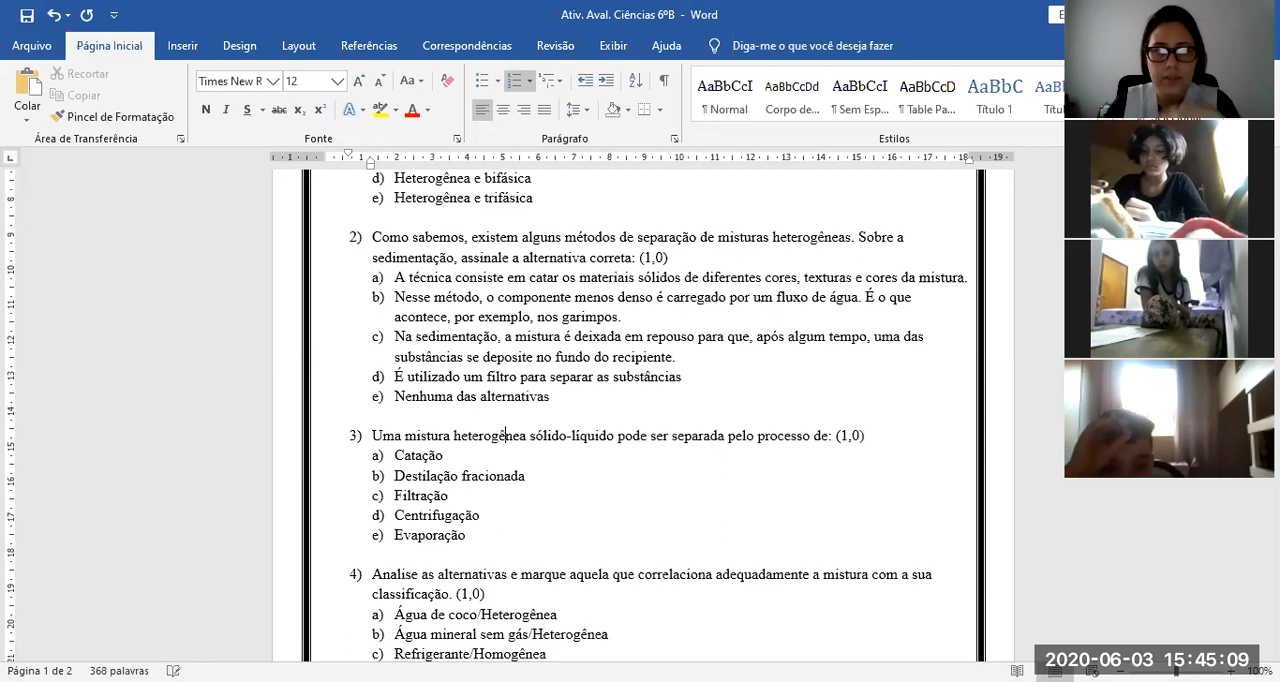 Ativ. Aval. Ciências 6ºB - Word
Arquivo Página Inicial Inserir Design Layout Referências Correspondências Revisão Exibir Ajuda Diga-me o que você deseja fazer
Colar
Recortar
Copiar
Pincel de Formatação
Área de Transferência
Times New R 12
N I S abc x₂ x²
Fonte
Parágrafo
AaBbCcI AaBbCcDd AaBbCcI AaBbCcD AaBbC
¶ Normal Corpo de... ¶ Sem Esp... ¶ Table Pa... Título 1
Estilos
d) Heterogênea e bifásica
e) Heterogênea e trifásica
2) Como sabemos, existem alguns métodos de separação de misturas heterogêneas. Sobre a
sedimentação, assinale a alternativa correta: (1,0)
a) A técnica consiste em catar os materiais sólidos de diferentes cores, texturas e cores da mistura.
b) Nesse método, o componente menos denso é carregado por um fluxo de água. É o que
acontece, por exemplo, nos garimpos.
c) Na sedimentação, a mistura é deixada em repouso para que, após algum tempo, uma das
substâncias se deposite no fundo do recipiente.
d) É utilizado um filtro para separar as substâncias
e) Nenhuma das alternativas
3) Uma mistura heterogênea sólido-líquido pode ser separada pelo processo de: (1,0)
a) Catação
b) Destilação fracionada
c) Filtração
d) Centrifugação
e) Evaporação
4) Analise as alternativas e marque aquela que correlaciona adequadamente a mistura com a sua
classificação. (1,0)
a) Água de coco/Heterogênea
b) Água mineral sem gás/Heterogênea
c) Refrigerante/Homogênea
Página 1 de 2 368 palavras
100%
2020-06-03 15:45:09